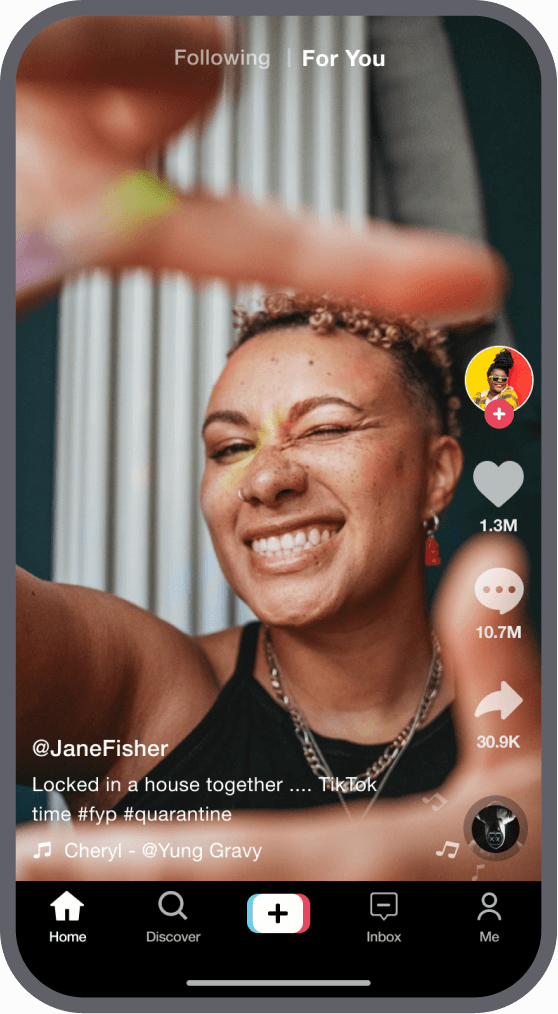 Following | For You
1.3M
10.7M
30.9K
@JaneFisher
Locked in a house together .... TikTok
time #fyp #quarantine
Cheryl - @Yung Gravy
Home Discover Inbox Me